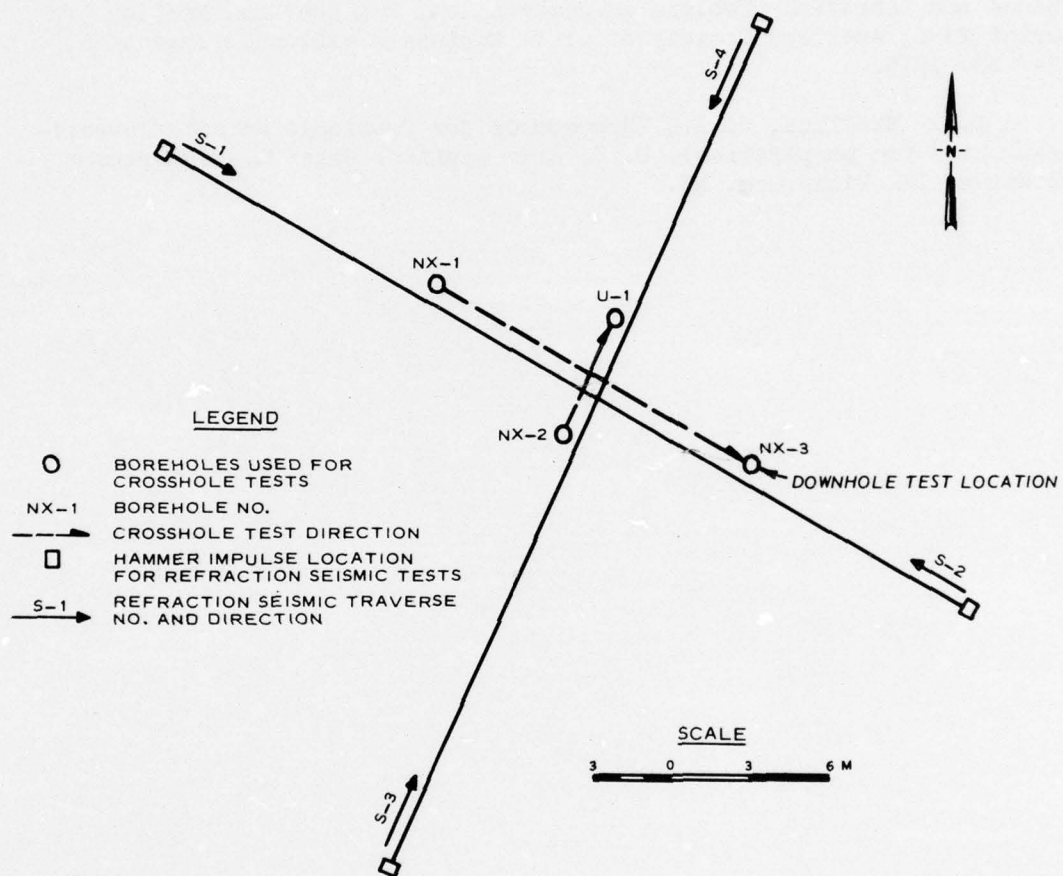 S-4
S-1
N
NX-1
U-1
LEGEND
NX-2
NX-3
DOWNHOLE TEST LOCATION
BOREHOLES USED FOR
CROSSHOLE TESTS
NX-1 BOREHOLE NO.
CROSSHOLE TEST DIRECTION
HAMMER IMPULSE LOCATION
FOR REFRACTION SEISMIC TESTS
S-1 REFRACTION SEISMIC TRAVERSE
NO. AND DIRECTION
S-2
SCALE
3 0 3 6 M
S-3